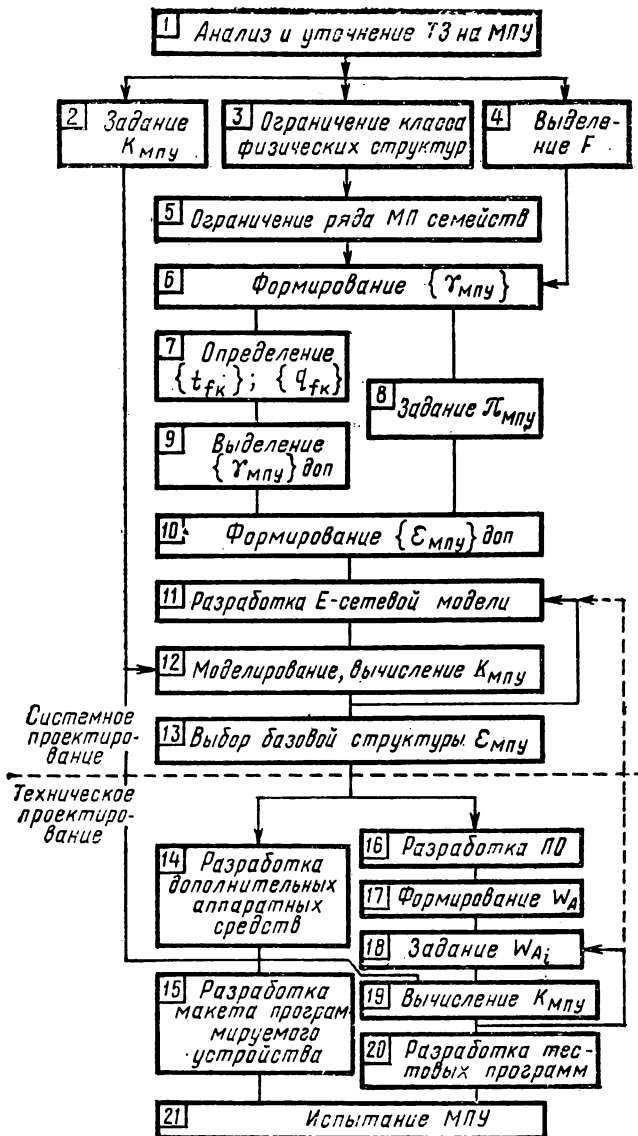 1 Анализ и уточнение ТЗ на МПУ
2 Задание
Kмпу
3 Ограничение класса
физических структур
4 Выделе-
ние F
5 Ограничение ряда МП семейств
6 Формирование {γмпу}
7 Определение
{tfк}; {qfк}
8 Задание πмпу
9 Выделение
{γмпу} доп
10 Формирование {εмпу} доп
11 Разработка E-сетевой модели
12 Моделирование, вычисление Kмпу
Системное
проектиро-
вание
13 Выбор базовой структуры εмпу
Техническое
проектиро-
вание
14 Разработка
дополнительных
аппаратных
средств
15 Разработка
макета програм-
мируемого
устройства
16 Разработка ПО
17 Формирование WA
18 Задание WAi
19 Вычисление Kмпу
20 Разработка тес-
товых программ
21 Испытание МПУ